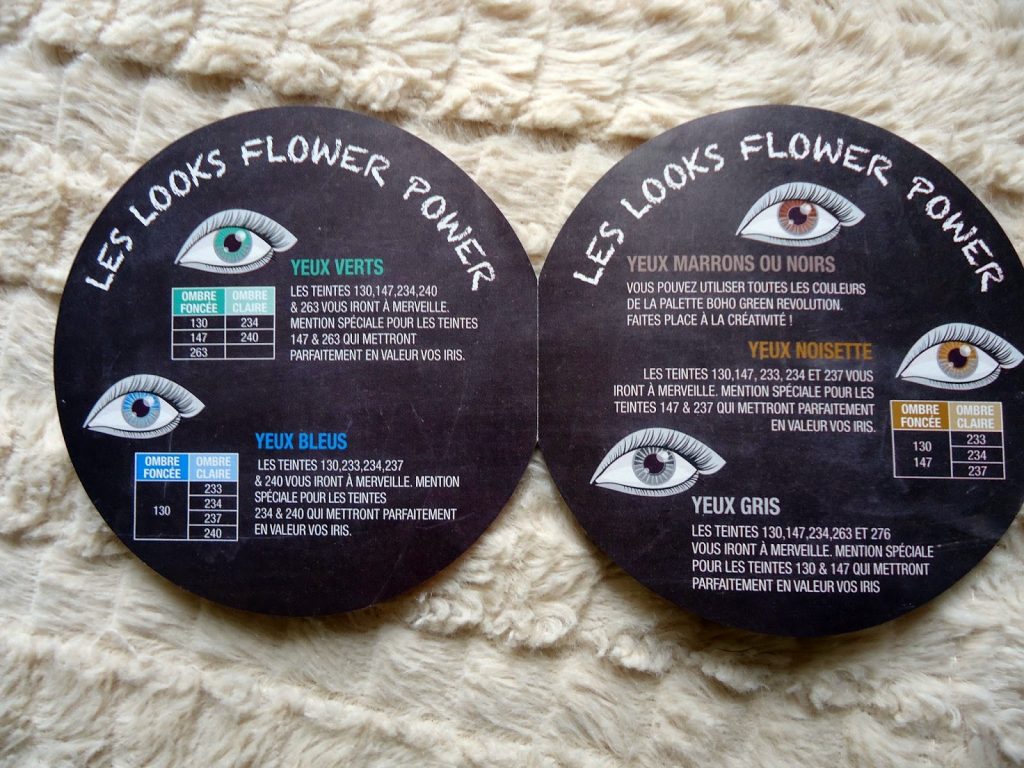 LES LOOKS FLOWER POWER
YEUX VERTS
LES TEINTES 130,147,234,240
& 263 VOUS IRONT À MERVEILLE.
MENTION SPÉCIALE POUR LES TEINTES
147 & 263 QUI METTRONT
PARFAITEMENT EN VALEUR VOS IRIS.
OMBRE FONCÉE OMBRE CLAIRE
130 234
147 240
263
YEUX BLEUS
LES TEINTES 130,233,234,237
& 240 VOUS IRONT À MERVEILLE. MENTION
SPÉCIALE POUR LES TEINTES
234 & 240 QUI METTRONT PARFAITEMENT
EN VALEUR VOS IRIS.
OMBRE FONCÉE OMBRE CLAIRE
130
233
234
237
240
LES LOOKS FLOWER POWER
YEUX MARRONS OU NOIRS
VOUS POUVEZ UTILISER TOUTES LES COULEURS
DE LA PALETTE BOHO GREEN REVOLUTION.
FAITES PLACE À LA CRÉATIVITÉ !
YEUX NOISETTE
LES TEINTES 130,147, 233, 234 ET 237 VOUS
IRONT À MERVEILLE. MENTION SPÉCIALE POUR LES
TEINTES 147 & 237 QUI METTRONT PARFAITEMENT
EN VALEUR VOS IRIS.
OMBRE FONCÉE OMBRE CLAIRE
130
147
233
234
237
YEUX GRIS
LES TEINTES 130,147,234,263 ET 276
VOUS IRONT À MERVEILLE. MENTION SPÉCIALE
POUR LES TEINTES 130 & 147 QUI METTRONT
PARFAITEMENT EN VALEUR VOS IRIS